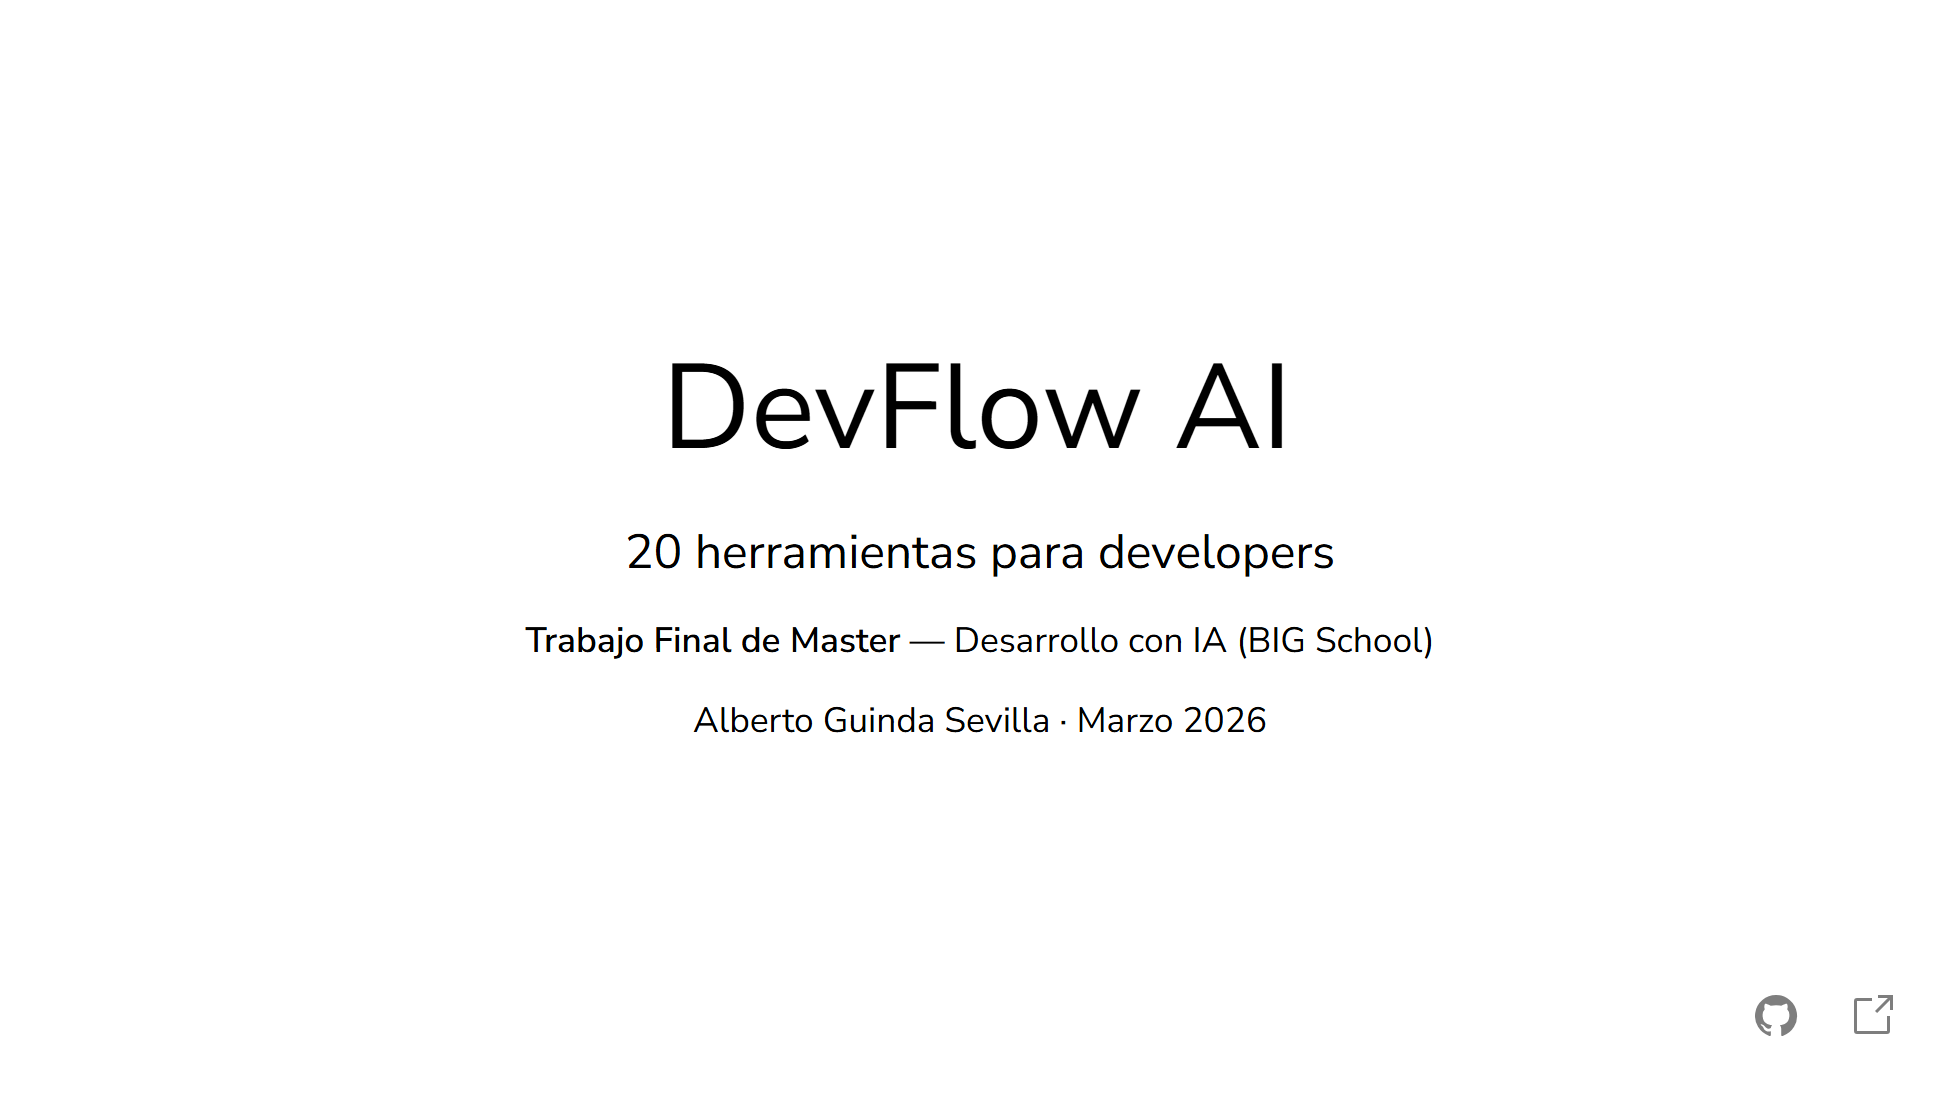 DevFlow AI
20 herramientas para developers
Trabajo Final de Master — Desarrollo con IA (BIG School)
Alberto Guinda Sevilla · Marzo 2026